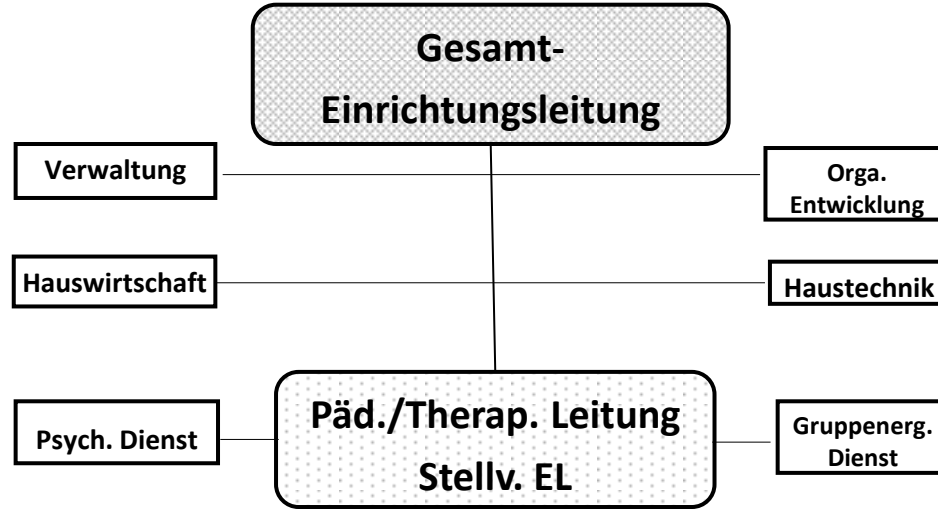 Gesamt-
Einrichtungsleitung
Verwaltung
Orga.
Entwicklung
Hauswirtschaft
Haustechnik
Psych. Dienst
Päd./Therap. Leitung
Stellv. EL
Gruppenerg.
Dienst